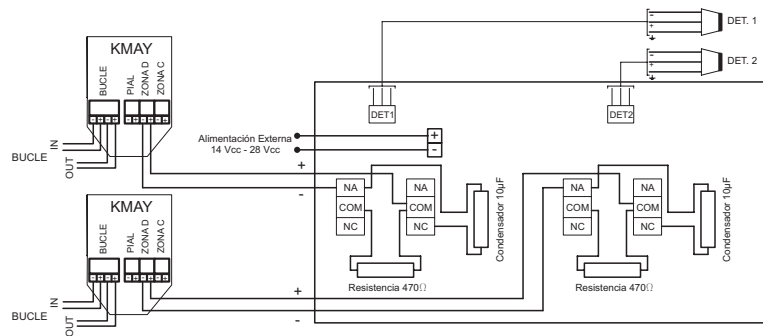 KMAY
BUCLE
PIAL
ZONA D
ZONA C
- + - +
- + - + - +
BUCLE
IN
OUT
KMAY
BUCLE
PIAL
ZONA D
ZONA C
- + - +
- + - + - +
BUCLE
IN
OUT
DET. 1
-
+
DET. 2
-
+
DET1
DET2
Alimentación Externa
14 Vcc - 28 Vcc
+
-
+
-
NA
COM
NC
NA
COM
NC
Condensador 10µF
Resistencia 470Ω
NA
COM
NC
NA
COM
NC
Condensador 10µF
Resistencia 470Ω
+
-